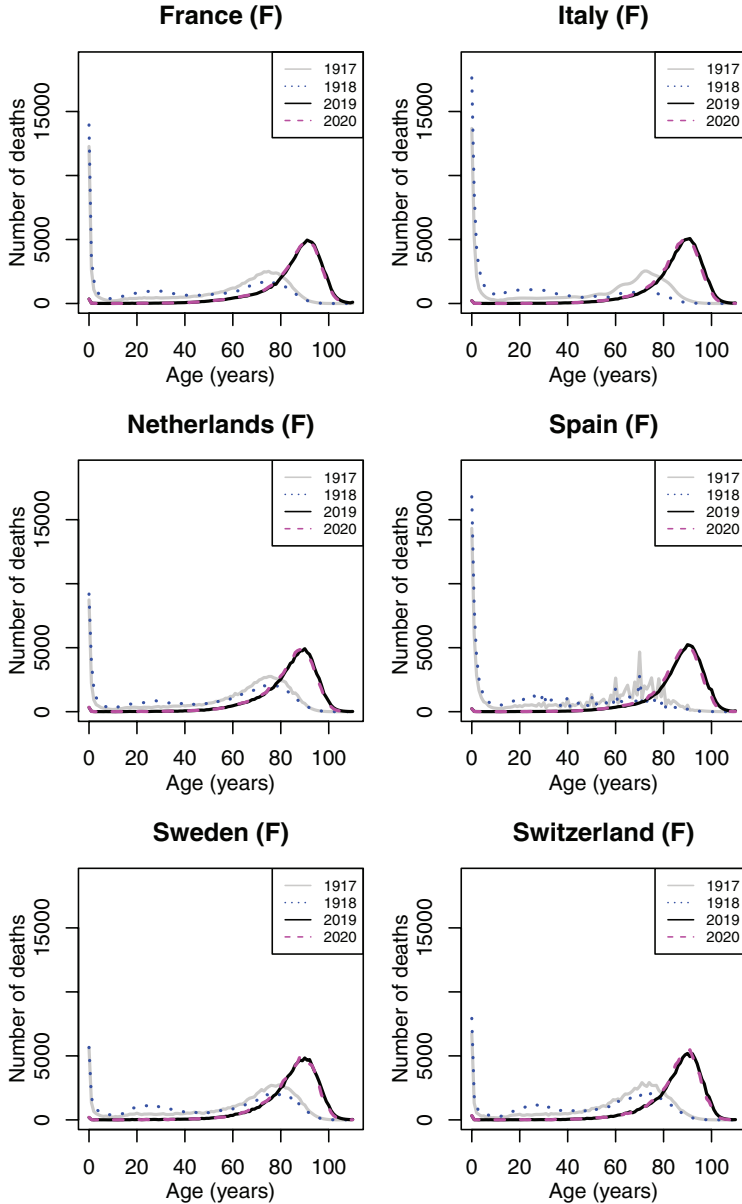 France (F)
Number of deaths
15000
5000
0
1917
1918
2019
2020
0 20 40 60 80 100
Age (years)
Italy (F)
Number of deaths
15000
5000
0
1917
1918
2019
2020
0 20 40 60 80 100
Age (years)
Netherlands (F)
Number of deaths
15000
5000
0
1917
1918
2019
2020
0 20 40 60 80 100
Age (years)
Spain (F)
Number of deaths
15000
5000
0
1917
1918
2019
2020
0 20 40 60 80 100
Age (years)
Sweden (F)
Number of deaths
15000
5000
0
1917
1918
2019
2020
0 20 40 60 80 100
Age (years)
Switzerland (F)
Number of deaths
15000
5000
0
1917
1918
2019
2020
0 20 40 60 80 100
Age (years)